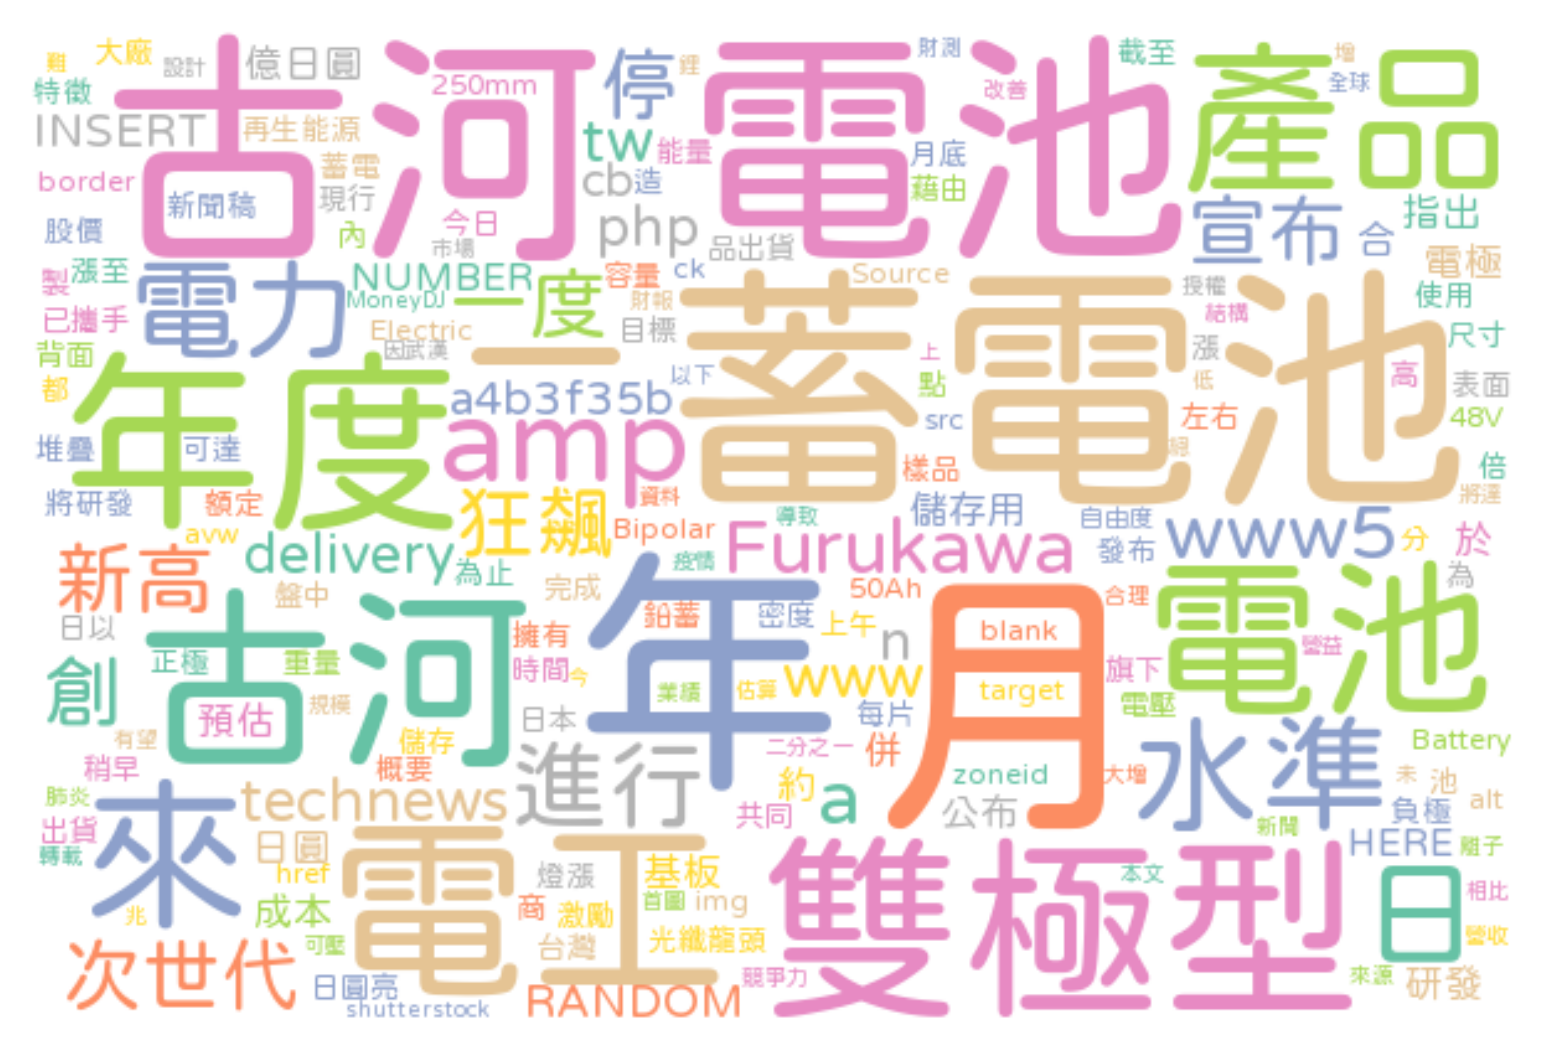 難 大廠 設計 億日圓 停 鋰 財測 截至 增
特徵 250mm 改善 全球 產品
INSERT 再生能源 古河電池 tw 能量 月底
border 蓄電 cb 造 藉由
新聞稿 現行 php 宣布 指出
股價 內 今日 市場 品出貨 合
製 漲至 電力 NUMBER 一度 容量 ck Source 授權 電極
已攜手 MoneyDJ 財報 蓄電池 結構 使用
背面 Electric 目標 漲 尺寸
因武漢 一 以下 上 高 表面
都 年度 a4b3f35b 點 低
amp src 左右 48V
堆疊 可達 樣品 倍
將研發 額定 狂飆 資料 儲存用 將達
avw Bipolar 導致 自由度 www5 分 於
新高 delivery 為止 疫情 Furukawa 發布
盤中 完成 年 50Ah 月 合理 電池 為
日以 古河 擁有 鉛蓄 密度 上午 n blank
創 正極 重量 時間 今 www target 旗下 營益
預估 規模 業績 估算 電壓
有望 儲存 日本 每片 水準 Battery
稍早 概要 進行 二分之一 併 zoneid 大增 未 池
肺炎 來 technews 約 a 公布 負極 alt
出貨 日圓 共同 新聞 HERE 離子
轉載 href 電工 燈漲 基板 雙極型 本文 日 相比
兆 成本 商 激勵 首圖 img
次世代 可壓 台灣 光纖龍頭 營收
日圓亮 競爭力 來源 研發
shutterstock RANDOM